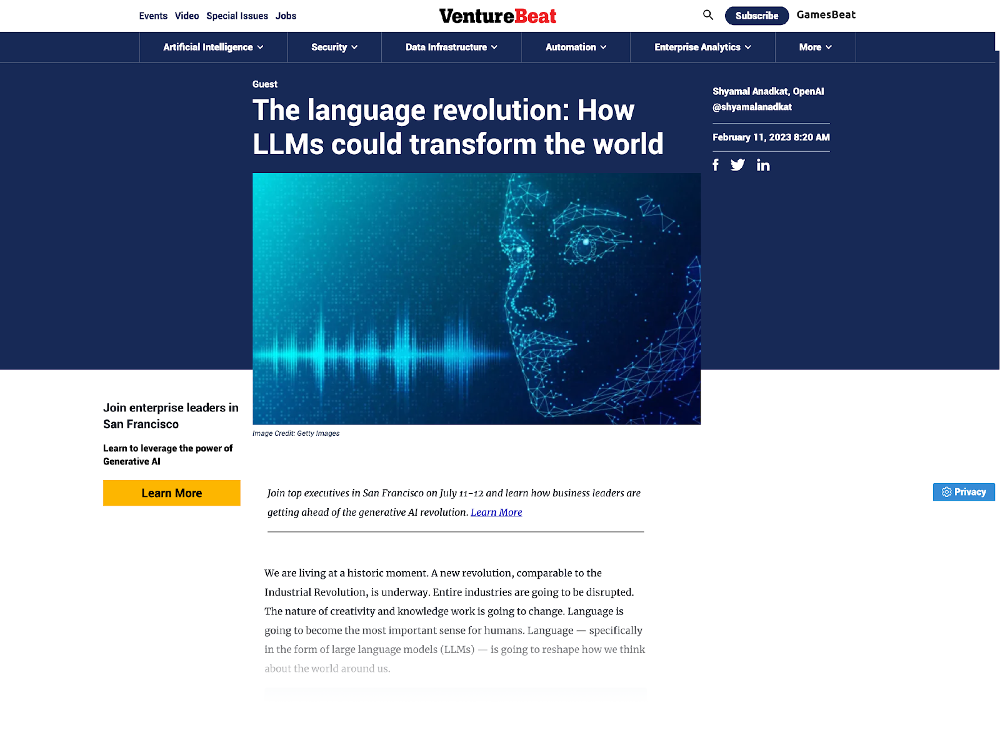 Events Video Special Issues Jobs
VentureBeat
Subscribe
GamesBeat
Artificial Intelligence
Security
Data Infrastructure
Automation
Enterprise Analytics
More
Guest
The language revolution: How
LLMs could transform the world
Shyamal Anadkat, OpenAI
@shyamalanadkat
February 11, 2023 8:20 AM
Image Credit: Getty Images
Join enterprise leaders in
San Francisco
Learn to leverage the power of
Generative AI
Learn More
Join top executives in San Francisco on July 11-12 and learn how business leaders are
getting ahead of the generative AI revolution. Learn More
Privacy
We are living at a historic moment. A new revolution, comparable to the
Industrial Revolution, is underway. Entire industries are going to be disrupted.
The nature of creativity and knowledge work is going to change. Language is
going to become the most important sense for humans. Language — specifically
in the form of large language models (LLMs) — is going to reshape how we think
about the world around us.